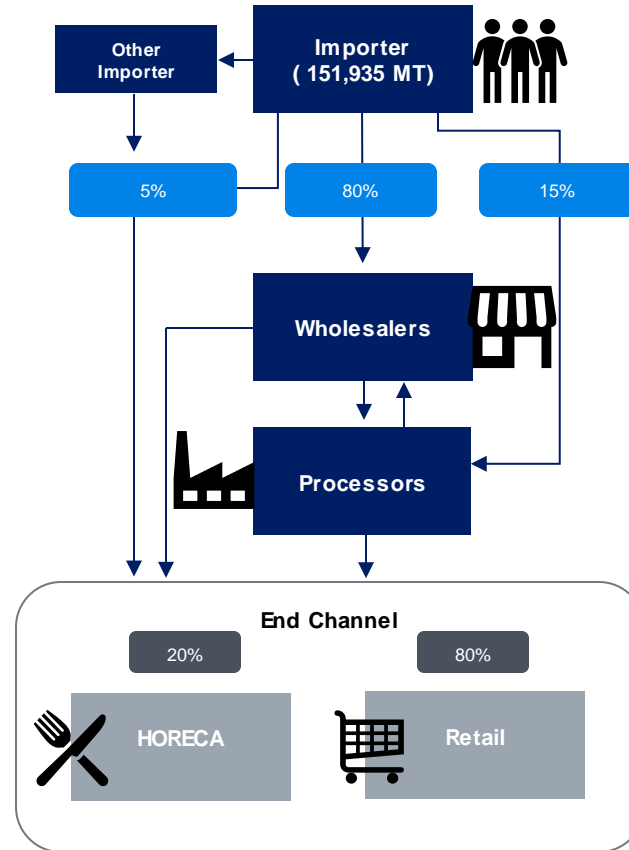 Other
Importer
Importer
( 151,935 MT)
5%
80%
15%
Wholesalers
Processors
End Channel
20%
80%
HORECA
Retail